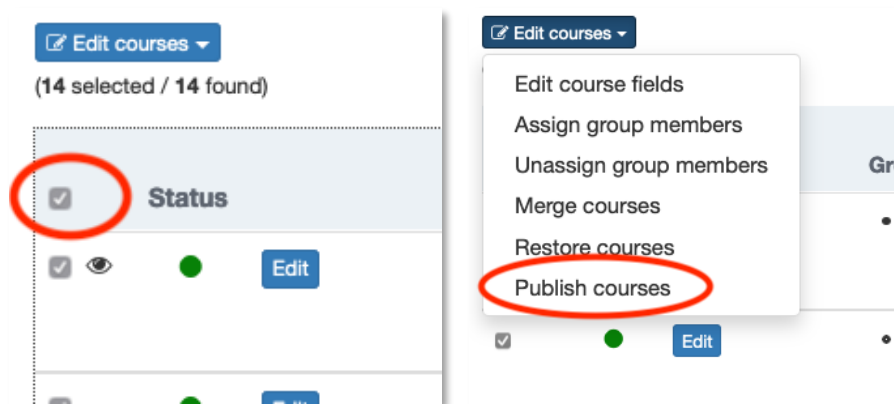 Edit courses
(14 selected / 14 found)
Status
Edit
Edit courses
Edit course fields
Assign group members
Unassign group members
Merge courses
Restore courses
Publish courses
Edit